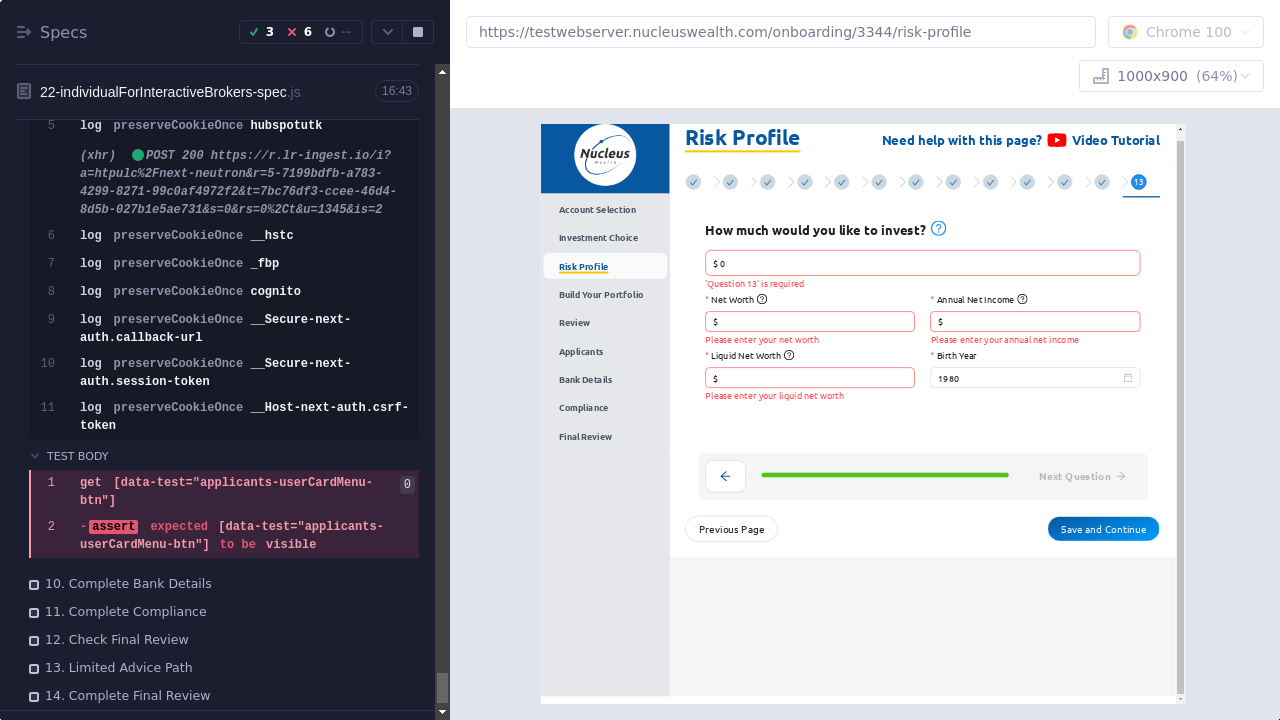 Specs
3
6
--
22-individualForInteractiveBrokers-spec.js
16:43
5 log preserveCookieOnce hubspotutk
(xhr) POST 200 https://r.lr-ingest.io/i?
a=htpulc%2Fnext-neutron&r=5-7199bdfb-a783-
4299-8271-99c0af4972f2&t=7bc76df3-ccee-46d4-
8d5b-027b1e5ae731&s=0&rs=0%2Ct&u=1345&is=2
6 log preserveCookieOnce __hstc
7 log preserveCookieOnce _fbp
8 log preserveCookieOnce cognito
9 log preserveCookieOnce __Secure-next-
auth.callback-url
10 log preserveCookieOnce __Secure-next-
auth.session-token
11 log preserveCookieOnce __Host-next-auth.csrf-
token
TEST BODY
1 get [data-test="applicants-userCardMenu-
btn"]
0
2 -assert expected [data-test="applicants-
userCardMenu-btn"] to be visible
10. Complete Bank Details
11. Complete Compliance
12. Check Final Review
13. Limited Advice Path
14. Complete Final Review
https://testwebserver.nucleuswealth.com/onboarding/3344/risk-profile
Chrome 100
1000x900 (64%)
Nucleus
Wealth
Account Selection
Investment Choice
Risk Profile
Build Your Portfolio
Review
Applicants
Bank Details
Compliance
Final Review
Risk Profile
Need help with this page? Video Tutorial
13
How much would you like to invest?
$ 0
'Question 13' is required
* Net Worth
* Annual Net Income
$
$
Please enter your net worth
Please enter your annual net income
* Liquid Net Worth
* Birth Year
$
1980
Please enter your liquid net worth
Next Question
Previous Page
Save and Continue